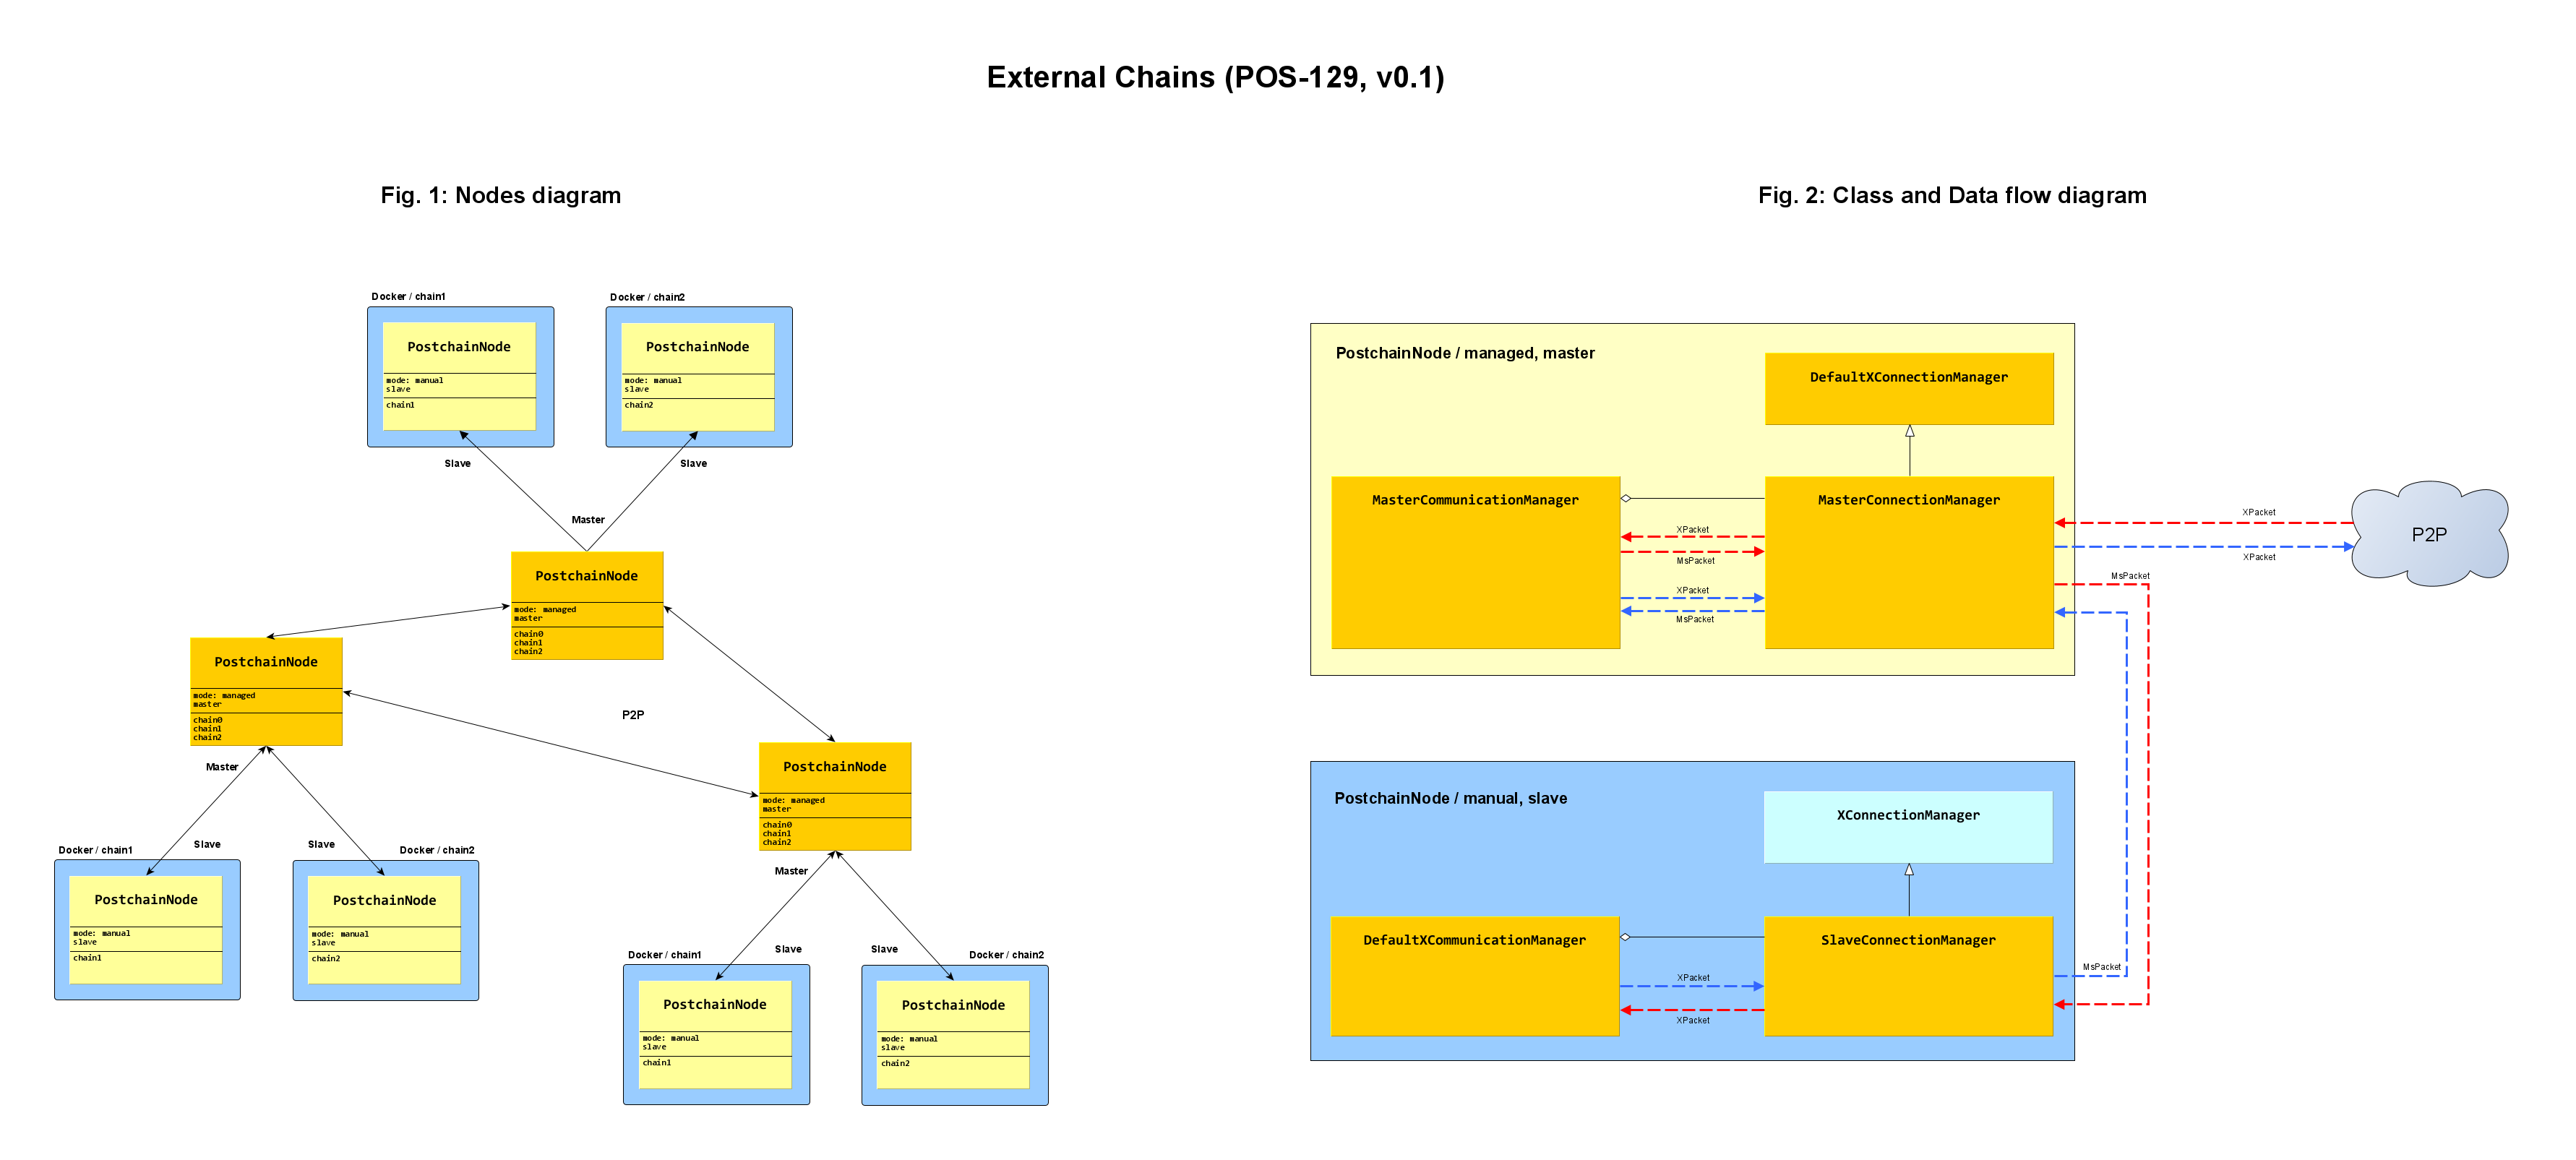 External Chains (POS-129, v0.1)
Fig. 1: Nodes diagram
Docker / chain1
PostchainNode
mode: manual
slave
chain1
Docker / chain2
PostchainNode
mode: manual
slave
chain2
Slave
Slave
Master
PostchainNode
mode: managed
master
chain0
chain1
chain2
PostchainNode
mode: managed
master
chain0
chain1
chain2
P2P
PostchainNode
mode: managed
master
chain0
chain1
chain2
Master
Slave
Slave
Docker / chain1
PostchainNode
mode: manual
slave
chain1
Docker / chain2
PostchainNode
mode: manual
slave
chain2
Master
Slave
Slave
Docker / chain1
PostchainNode
mode: manual
slave
chain1
Docker / chain2
PostchainNode
mode: manual
slave
chain2
Fig. 2: Class and Data flow diagram
PostchainNode / managed, master
DefaultXConnectionManager
MasterCommunicationManager
MasterConnectionManager
XPacket
MsPacket
XPacket
MsPacket
XPacket
XPacket
P2P
MsPacket
PostchainNode / manual, slave
XConnectionManager
DefaultXCommunicationManager
SlaveConnectionManager
XPacket
XPacket
MsPacket